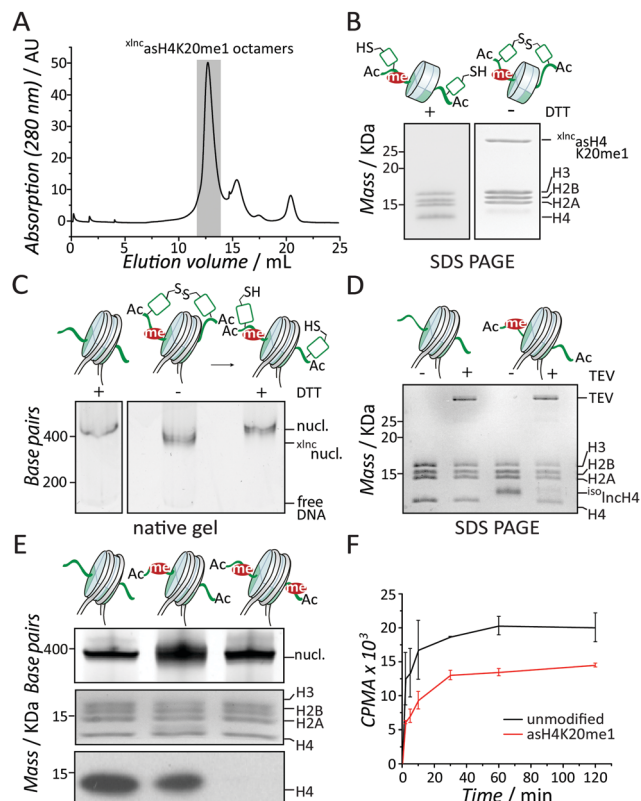 A
xlncasH4K20me1 octamers
Absorption (280 nm) / AU
50
40
30
20
10
0
0 5 10 15 20 25
Elution volume / mL
B
HS
S S
Ac Ac
me me
SH
Ac Ac
+ - DTT
Mass / KDa
25
20
15
xlncasH4
K20me1
H3
H2B
H2A
H4
SDS PAGE
C
S S SH
Ac Ac Ac HS
me me
Ac
+ - + DTT
Base pairs
400
200
nucl.
xlnc
nucl.
free
DNA
native gel
D
Ac me
Ac
- + - + TEV
Mass / KDa
25
20
15
TEV
H3
H2B
H2A
isolncH4
H4
SDS PAGE
E
Ac me Ac me
Ac me
Ac
Base pairs
400
nucl.
Mass / KDa
15
H3
H2B
H2A
H4
15
H4
F
CPMA x 10³
25
20
15
10
5
0
unmodified
asH4K20me1
0 20 40 60 80 100 120
Time / min